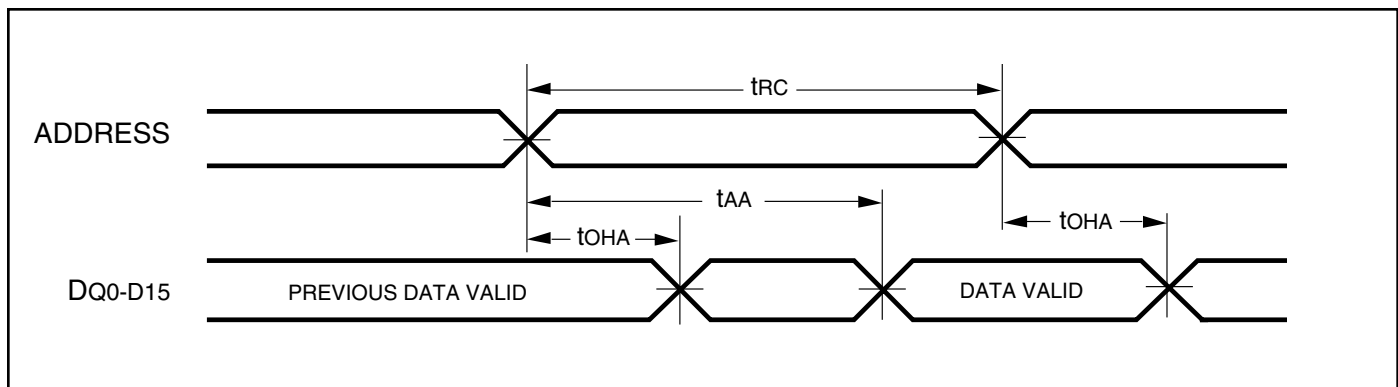 tRC
ADDRESS
tAA
tOHA
tOHA
DQ0-D15
PREVIOUS DATA VALID
DATA VALID